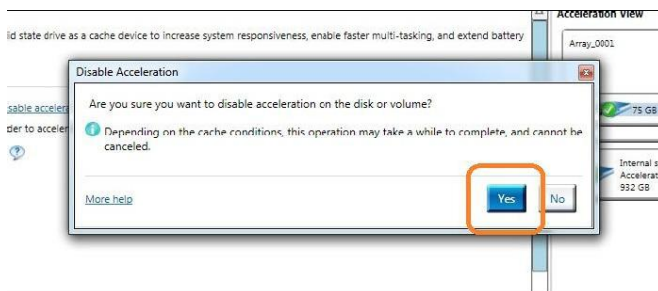 Acceleration View
id state drive as a cache device to increase system responsiveness, enable faster multi-tasking, and extend battery
Array_0001
Disable Acceleration
Are you sure you want to disable acceleration on the disk or volume?
sable acceler
75 GB
Depending on the cache conditions, this operation may take a while to complete, and cannot be
canceled.
der to acceler
Internal s
Accelerat
932 GB
More help
Yes
No